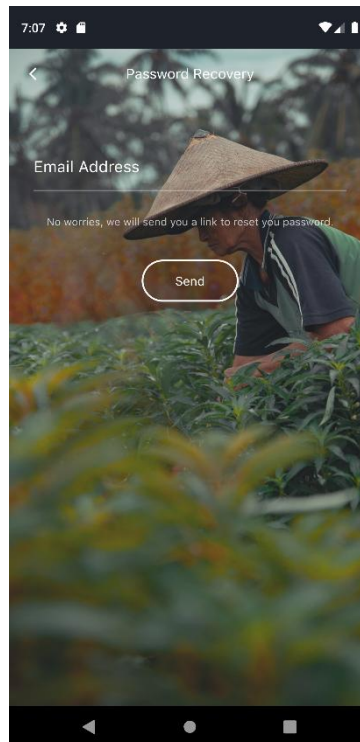 7:07
Password Recovery
Email Address
No worries, we will send you a link to reset you password.
Send